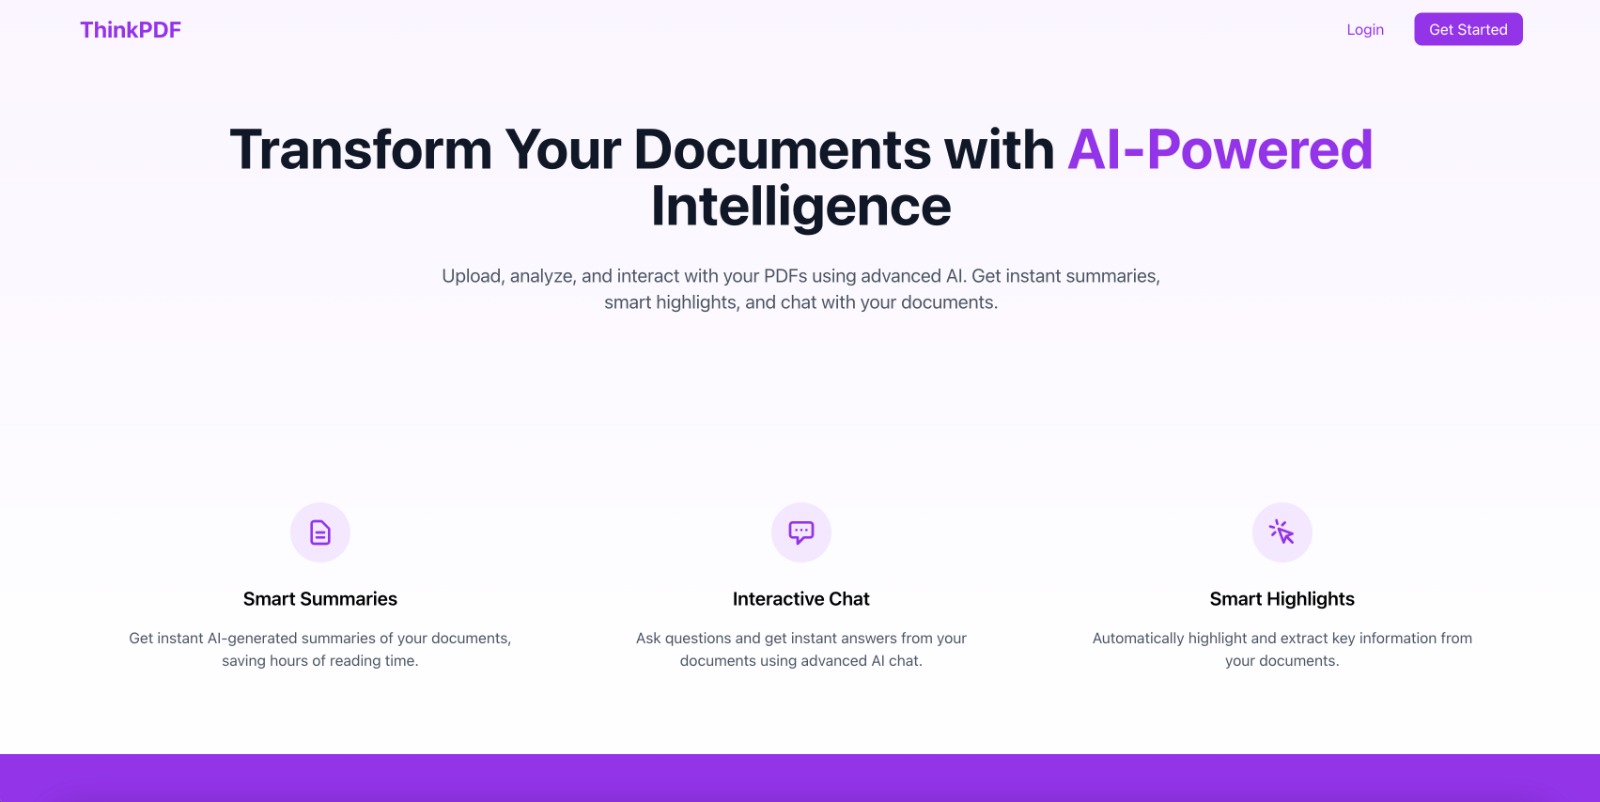 ThinkPDF
Login
Get Started
Transform Your Documents with AI-Powered
Intelligence
Upload, analyze, and interact with your PDFs using advanced AI. Get instant summaries,
smart highlights, and chat with your documents.
Smart Summaries
Get instant AI-generated summaries of your documents,
saving hours of reading time.
Interactive Chat
Ask questions and get instant answers from your
documents using advanced AI chat.
Smart Highlights
Automatically highlight and extract key information from
your documents.